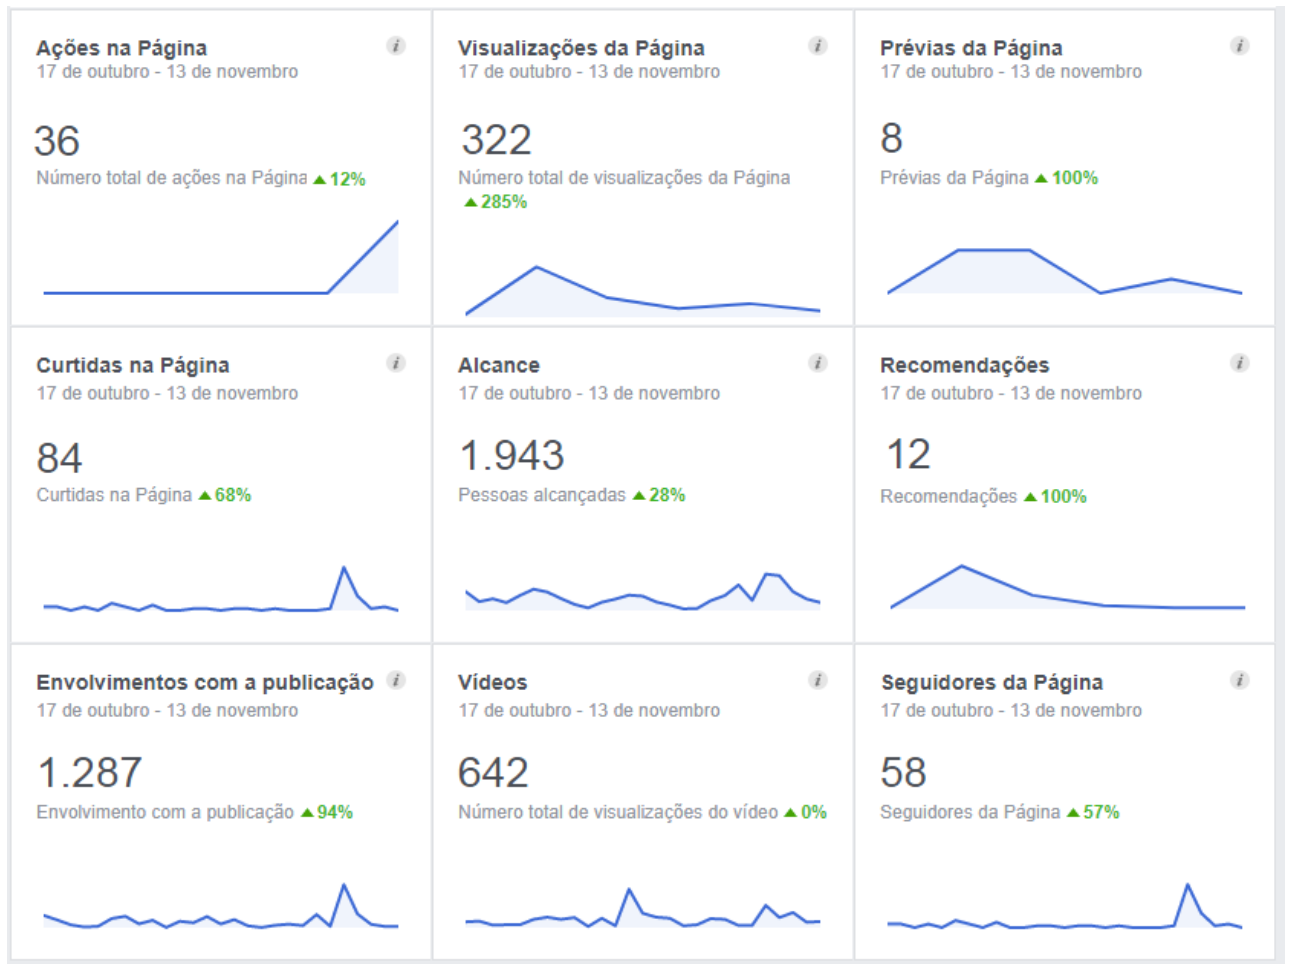 Ações na Página
17 de outubro - 13 de novembro
36
Número total de ações na Página ▲ 12%
Visualizações da Página
17 de outubro - 13 de novembro
322
Número total de visualizações da Página
▲ 285%
Prévias da Página
17 de outubro - 13 de novembro
8
Prévias da Página ▲ 100%
Curtidas na Página
17 de outubro - 13 de novembro
84
Curtidas na Página ▲ 68%
Alcance
17 de outubro - 13 de novembro
1.943
Pessoas alcançadas ▲ 28%
Recomendações
17 de outubro - 13 de novembro
12
Recomendações ▲ 100%
Envolvimentos com a publicação
17 de outubro - 13 de novembro
1.287
Envolvimento com a publicação ▲ 94%
Vídeos
17 de outubro - 13 de novembro
642
Número total de visualizações do vídeo ▲ 0%
Seguidores da Página
17 de outubro - 13 de novembro
58
Seguidores da Página ▲ 57%